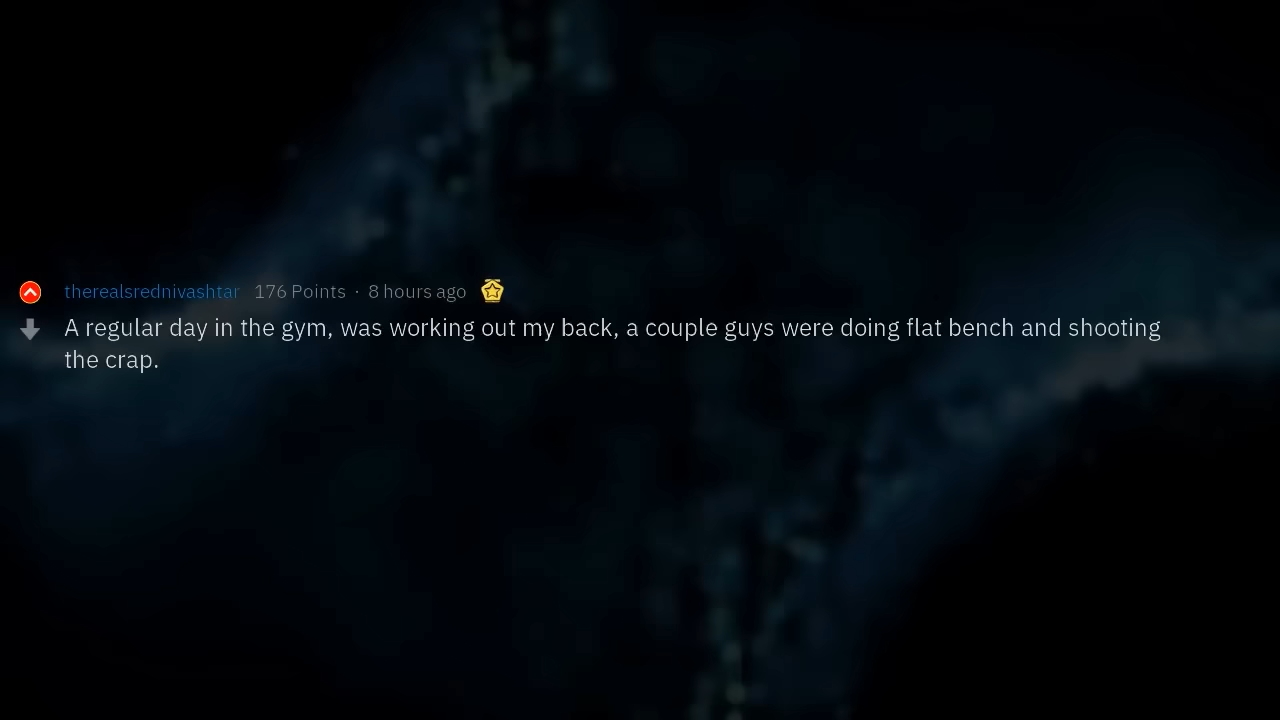 therealsrednivashtar 176 Points · 8 hours ago
A regular day in the gym, was working out my back, a couple guys were doing flat bench and shooting
the crap.